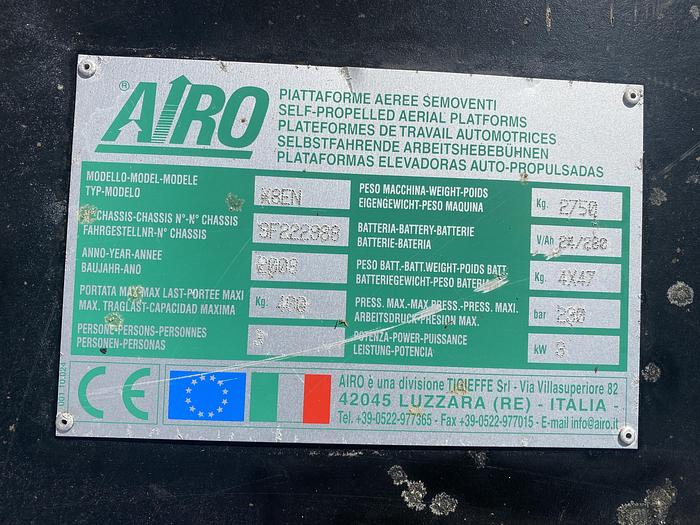 ® AIRO
PIATTAFORME AEREE SEMOVENTI
SELF-PROPELLED AERIAL PLATFORMS
PLATEFORMES DE TRAVAIL AUTOMOTRICES
SELBSTFAHRENDE ARBEITSHEBEBÜHNEN
PLATAFORMAS ELEVADORAS AUTO-PROPULSADAS
MODELLO-MODEL-MODELE
TYP-MODELO
K8EN
N° CHASSIS-CHASSIS N°-N° CHASSIS
FAHRGESTELLNR-N° CHASSIS
ANNO-YEAR-ANNEE
BAUJAHR-ANO
2008
PORTATA MAX-MAX LAST-PORTEE MAXI
MAX. TRAGLAST-CAPACIDAD MAXIMA
Kg. 400
PERSONE-PERSONS-PERSONNES
PERSONEN-PERSONAS
3
PESO MACCHINA-WEIGHT-POIDS
EIGENGEWICHT-PESO MAQUINA
Kg. 2750
BATTERIA-BATTERY-BATTERIE
BATTERIE-BATERIA
V/Ah 24/280
PESO BATT.-BATT.WEIGHT-POIDS BATT.
BATTERIEGEWICHT-PESO BATERIA
Kg. 4X47
PRESS. MAX.-MAX.PRESS.-PRESS. MAXI.
ARBEITSDRUCK-PRESION MAX.
bar 200
POTENZA-POWER-PUISSANCE
LEISTUNG-POTENCIA
kW 3
001.10.024
CE
AIRO è una divisione TIGIEFFE Srl - Via Villasuperiore 82
42045 LUZZARA (RE) - ITALIA -
Tel. +39-0522-977365 - Fax +39-0522-977015 - E-mail info@airo.it